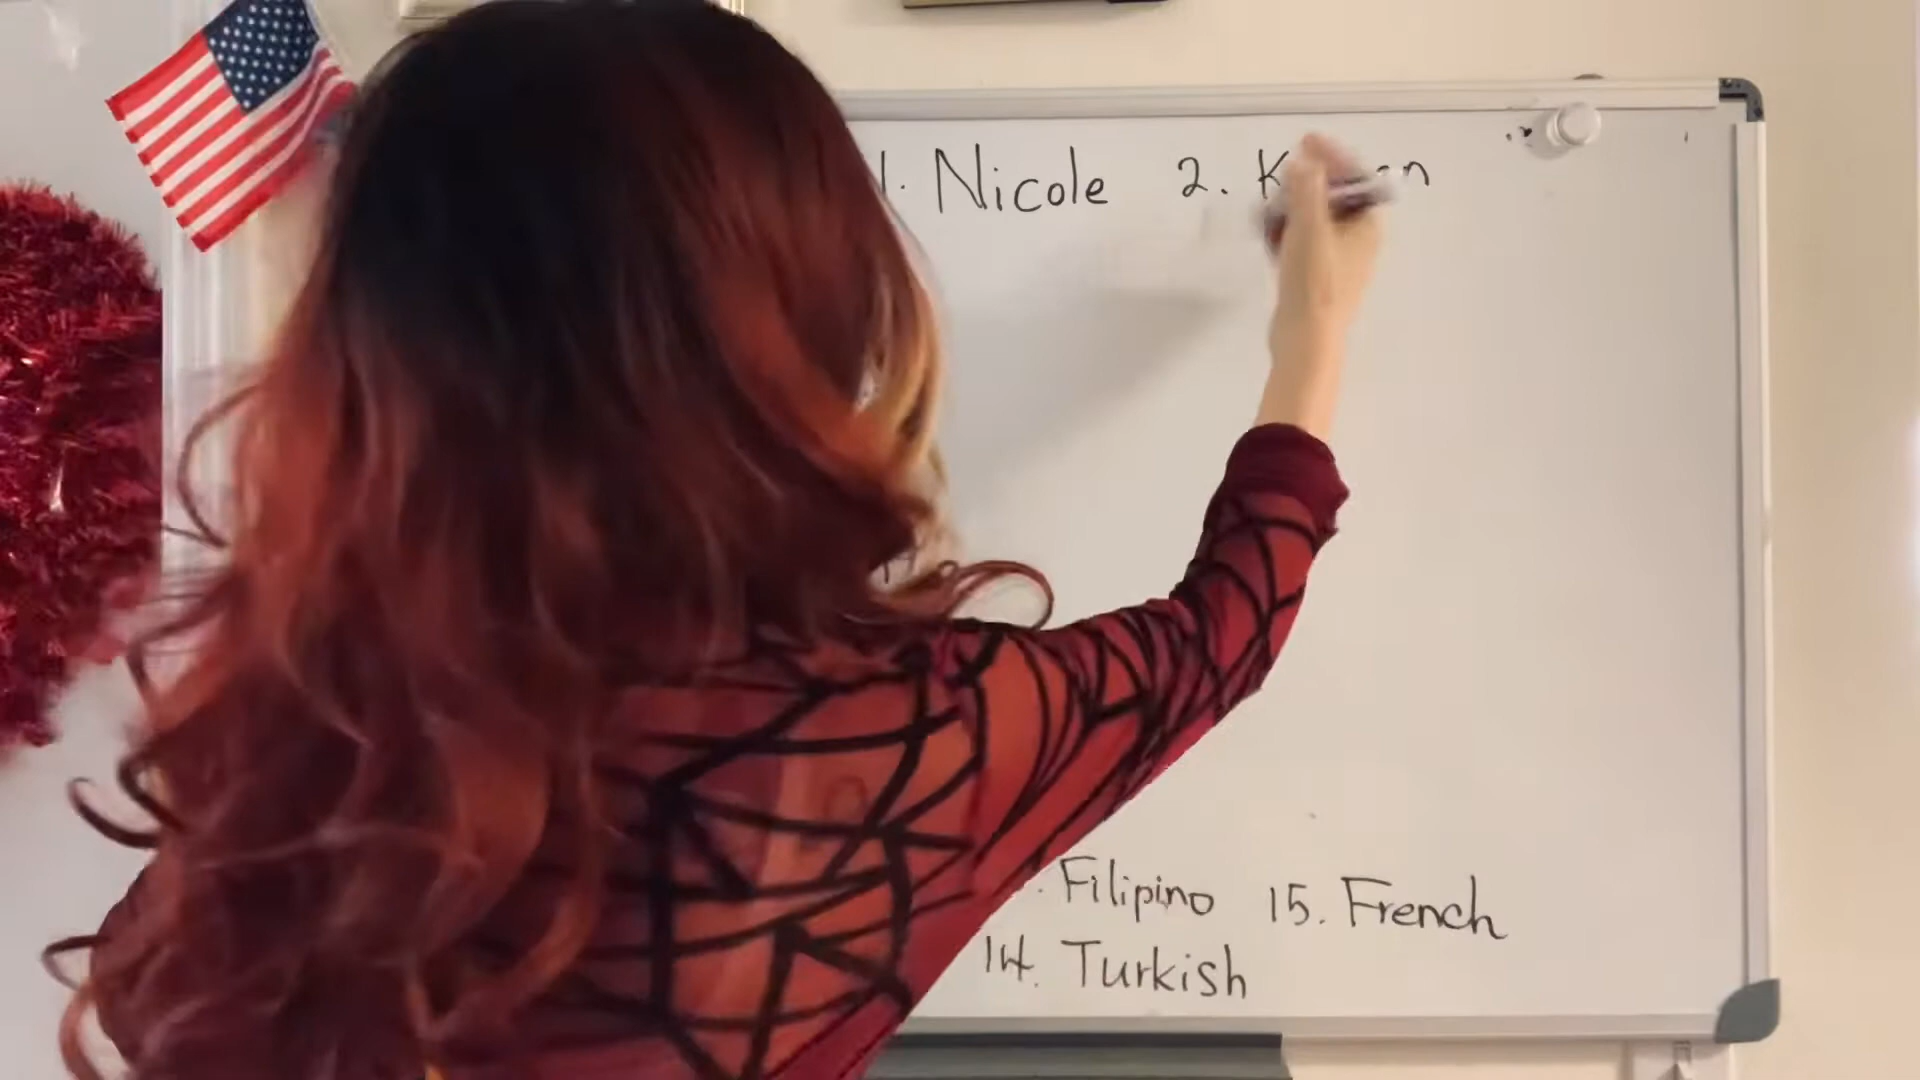 1. Nicole 2.
Filipino 15. French
14. Turkish